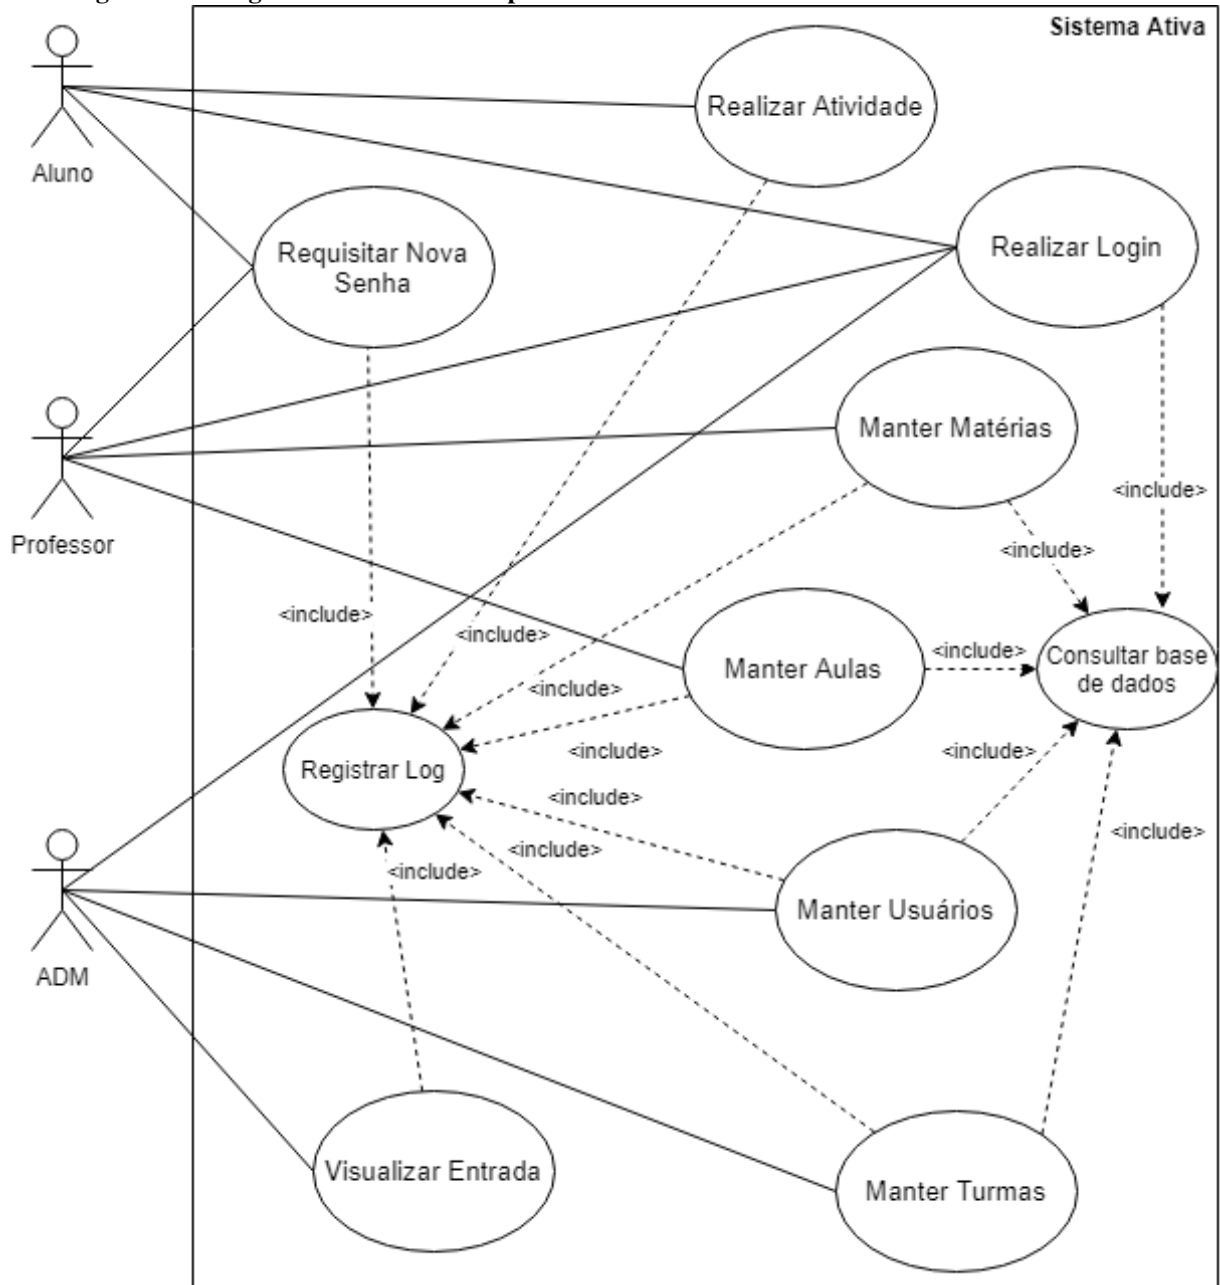 Sistema Ativa
Realizar Atividade
Aluno
Requisitar Nova
Senha
Realizar Login
Manter Matérias
<include>
Professor
<include>
<include>
<include>
Manter Aulas
<include>
Consultar base
de dados
<include>
<include>
<include>
Registrar Log
<include>
<include>
<include>
<include>
Manter Usuários
ADM
Visualizar Entrada
Manter Turmas